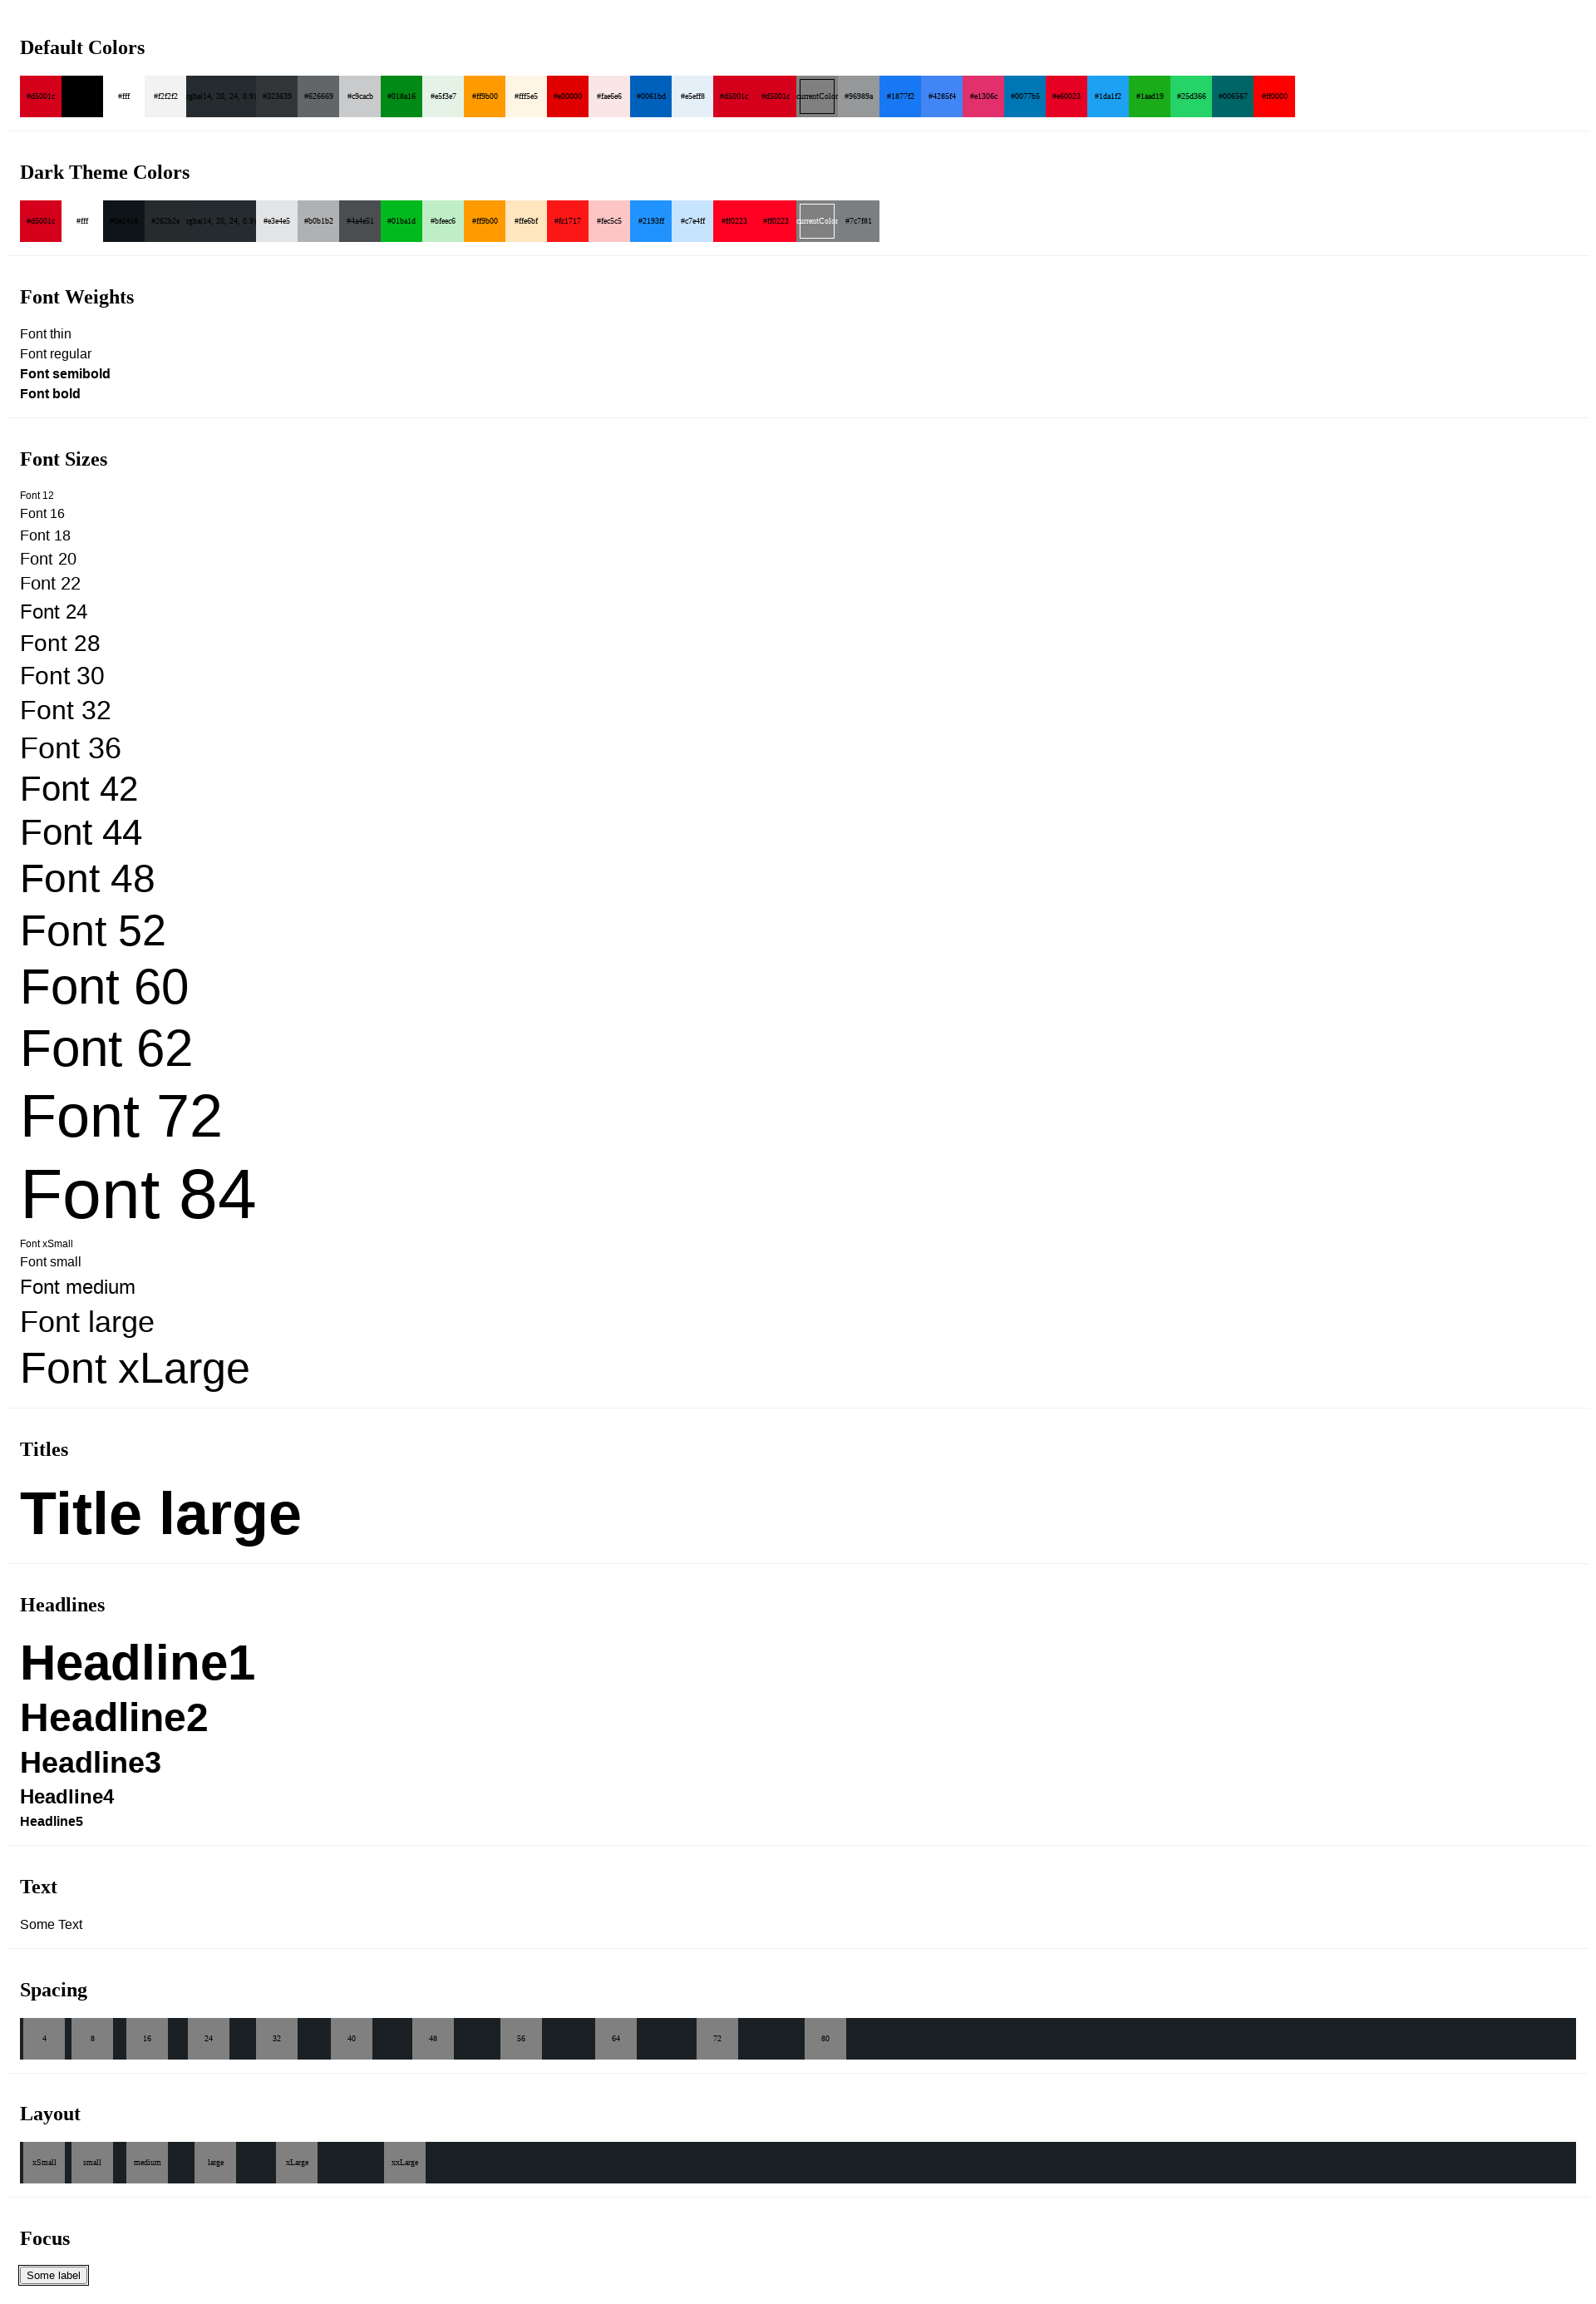 Default Colors
#d5001c #fff #f2f2f2 rgba(14, 20, 24, 0.9) #323639 #626669 #c9cacb #018a16 #e5f3e7 #ff9b00 #fff5e5 #e00000 #fae6e6 #0061bd #e5eff8 #d5001c #d5001c currentColor #96989a #1877f2 #4285f4 #e1306c #0077b5 #e60023 #1da1f2 #1aad19 #25d366 #006567 #ff0000
Dark Theme Colors
#d5001c #fff #0e1418 #262b2e rgba(14, 20, 24, 0.9) #e3e4e5 #b0b1b2 #4a4e51 #01ba1d #bfeec6 #ff9b00 #ffe6bf #fc1717 #fec5c5 #2193ff #c7e4ff #ff0223 #ff0223 currentColor #7c7f81
Font Weights
Font thin
Font regular
Font semibold
Font bold
Font Sizes
Font 12
Font 16
Font 18
Font 20
Font 22
Font 24
Font 28
Font 30
Font 32
Font 36
Font 42
Font 44
Font 48
Font 52
Font 60
Font 62
Font 72
Font 84
Font xSmall
Font small
Font medium
Font large
Font xLarge
Titles
Title large
Headlines
Headline1
Headline2
Headline3
Headline4
Headline5
Text
Some Text
Spacing
4 8 16 24 32 40 48 56 64 72 80
Layout
xSmall small medium large xLarge xxLarge
Focus
Some label